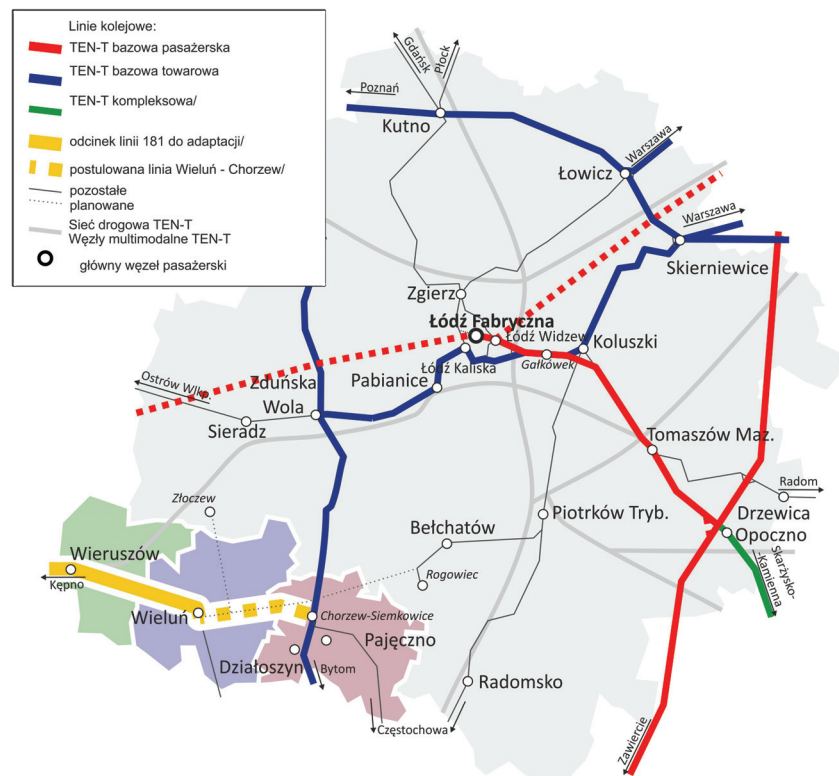 Linie kolejowe:
TEN-T bazowa pasażerska
TEN-T bazowa towarowa
TEN-T kompleksowa/
odcinek linii 181 do adaptacji/
postulowana linia Wieluń - Chorzew/
pozostałe
planowane
Sieć drogowa TEN-T
Węzły multimodalne TEN-T
główny węzeł pasażerski
Gdańsk
Płock
Poznań
Kutno
Łowicz
Warszawa
Warszawa
Skierniewice
Zgierz
Łódź Fabryczna
Łódź Widzew
Koluszki
Łódź Kaliska
Gałkówek
Ostrów Wlkp.
Zduńska
Wola
Pabianice
Sieradz
Tomaszów Maz.
Radom
Drzewica
Opoczno
Skarżysko-
-Kamienna
Złoczew
Bełchatów
Piotrków Tryb.
Rogowiec
Wieruszów
Kępno
Wieluń
Chorzew-Siemkowice
Pajęczno
Działoszyn
Bytom
Radomsko
Częstochowa
Zawiercie